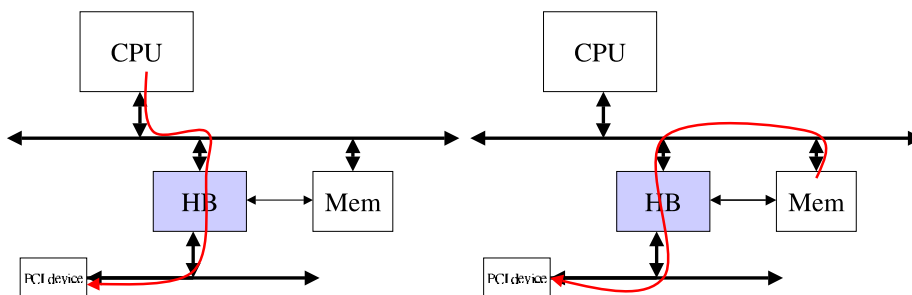 CPU
HB
Mem
PCI device
CPU
HB
Mem
PCI device